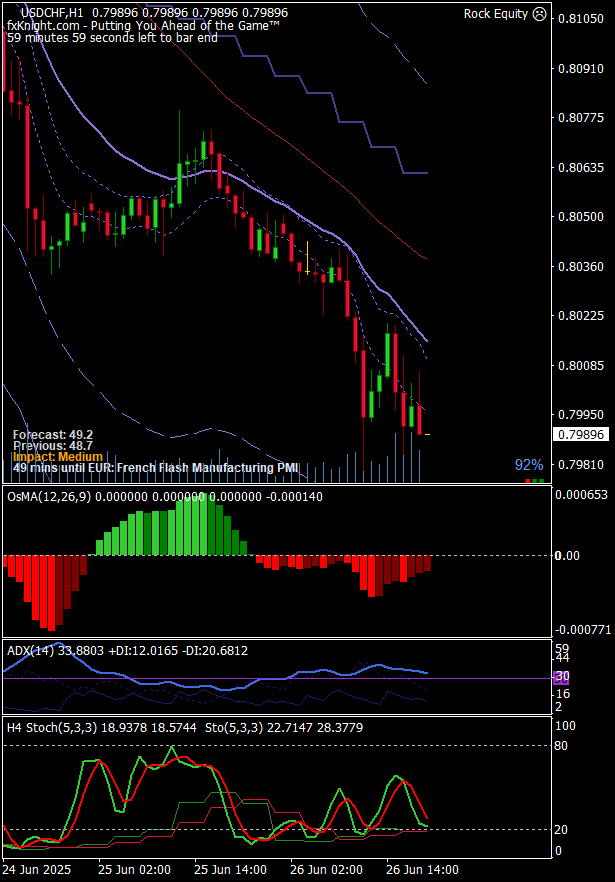 USDCHF,H1 0.79896 0.79896 0.79896 0.79896
Rock Equity ☹
fxKnight.com - Putting You Ahead of the Game™
59 minutes 59 seconds left to bar end
0.81050
0.80910
0.80775
0.80635
0.80500
0.80360
0.80225
0.80085
0.79950
0.79896
0.79810
Forecast: 49.2
Previous: 48.7
Impact: Medium
49 mins until EUR: French Flash Manufacturing PMI
92%
OsMA(12,26,9) 0.000000 0.000000 0.000000 -0.000140
0.000653
0.00
-0.000771
ADX(14) 33.8803 +DI:12.0165 -DI:20.6812
59
44
30
16
2
H4 Stoch(5,3,3) 18.9378 18.5744 Sto(5,3,3) 22.7147 28.3779
100
80
20
0
24 Jun 2025
25 Jun 02:00
25 Jun 14:00
26 Jun 02:00
26 Jun 14:00